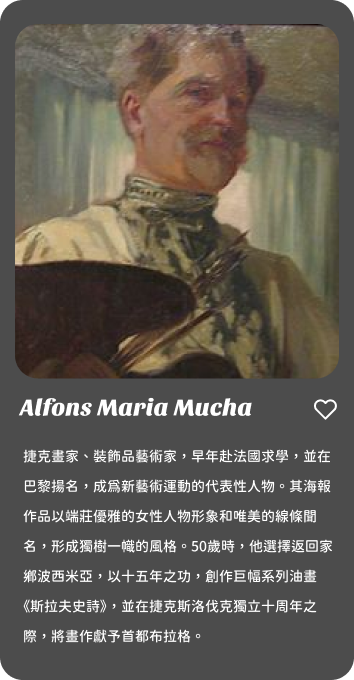 Alfons Maria Mucha
捷克畫家、裝飾品藝術家，早年赴法國求學，並在
巴黎揚名，成爲新藝術運動的代表性人物。其海報
作品以端莊優雅的女性人物形象和唯美的線條聞
名，形成獨樹一幟的風格。50歲時，他選擇返回家
鄉波西米亞，以十五年之功，創作巨幅系列油畫
《斯拉夫史詩》，並在捷克斯洛伐克獨立十周年之
際，將畫作獻予首都布拉格。